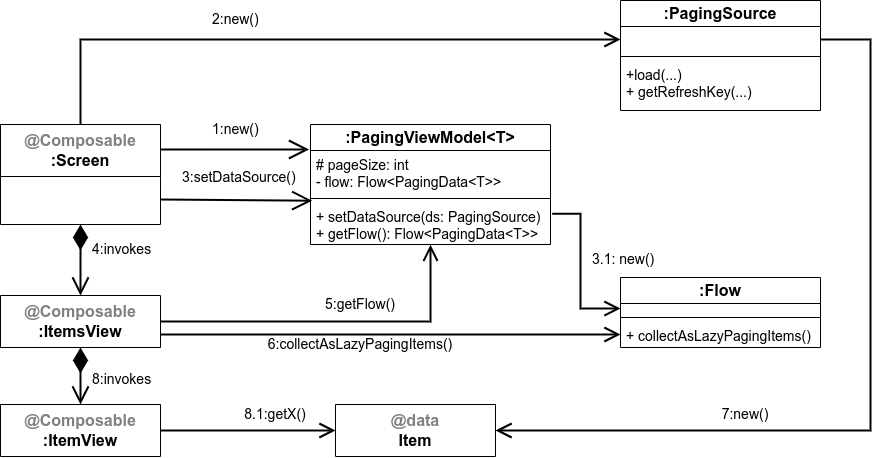 :PagingSource
2:new()
+load(...)
+ getRefreshKey(...)
@Composable
:Screen
1:new()
3:setDataSource()
:PagingViewModel<T>
# pageSize: int
- flow: Flow<PagingData<T>>
+ setDataSource(ds: PagingSource)
+ getFlow(): Flow<PagingData<T>>
4:invokes
3.1: new()
@Composable
:ItemsView
5:getFlow()
6:collectAsLazyPagingItems()
:Flow
+ collectAsLazyPagingItems()
8:invokes
@Composable
:ItemView
8.1:getX()
@data
Item
7:new()